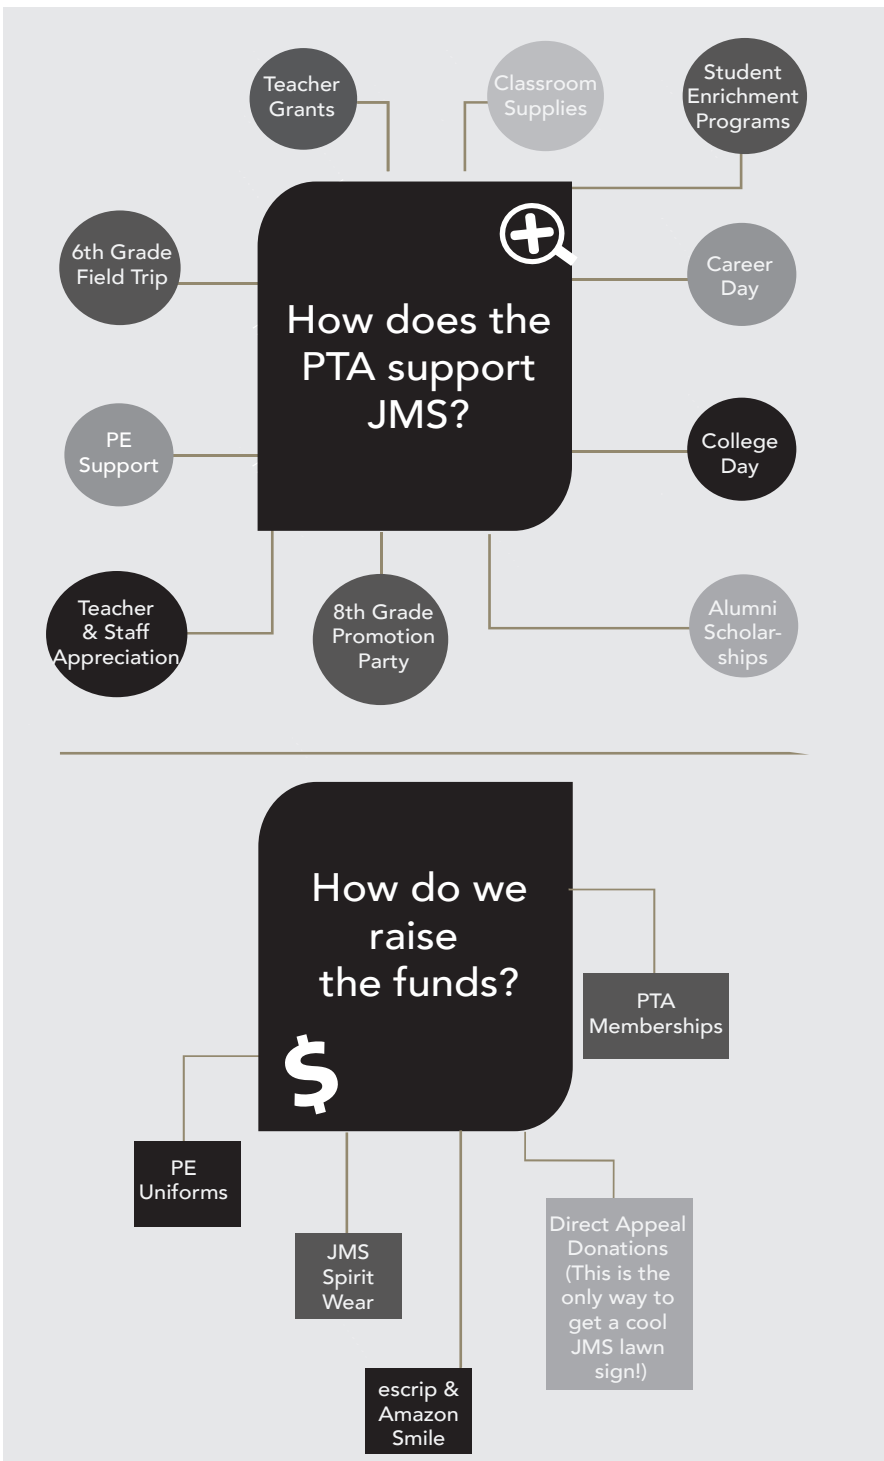 Teacher
Grants
Classroom
Supplies
Student
Enrichment
Programs
6th Grade
Field Trip
How does the
PTA support
JMS?
Career
Day
PE
Support
College
Day
Teacher
& Staff
Appreciation
8th Grade
Promotion
Party
Alumni
Scholar-
ships
How do we
raise
the funds?
$
PTA
Memberships
PE
Uniforms
JMS
Spirit
Wear
Direct Appeal
Donations
(This is the
only way to
get a cool
JMS lawn
sign!)
escrip &
Amazon
Smile